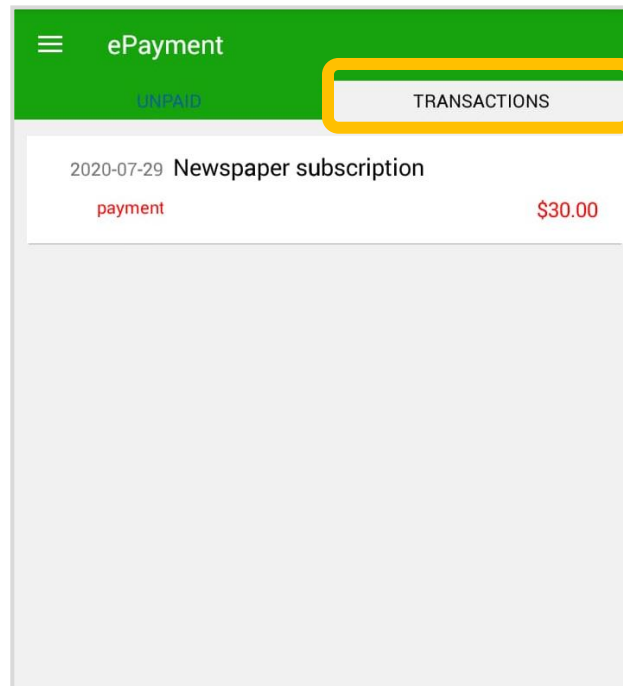 ePayment
UNPAID TRANSACTIONS
2020-07-29 Newspaper subscription
payment $30.00